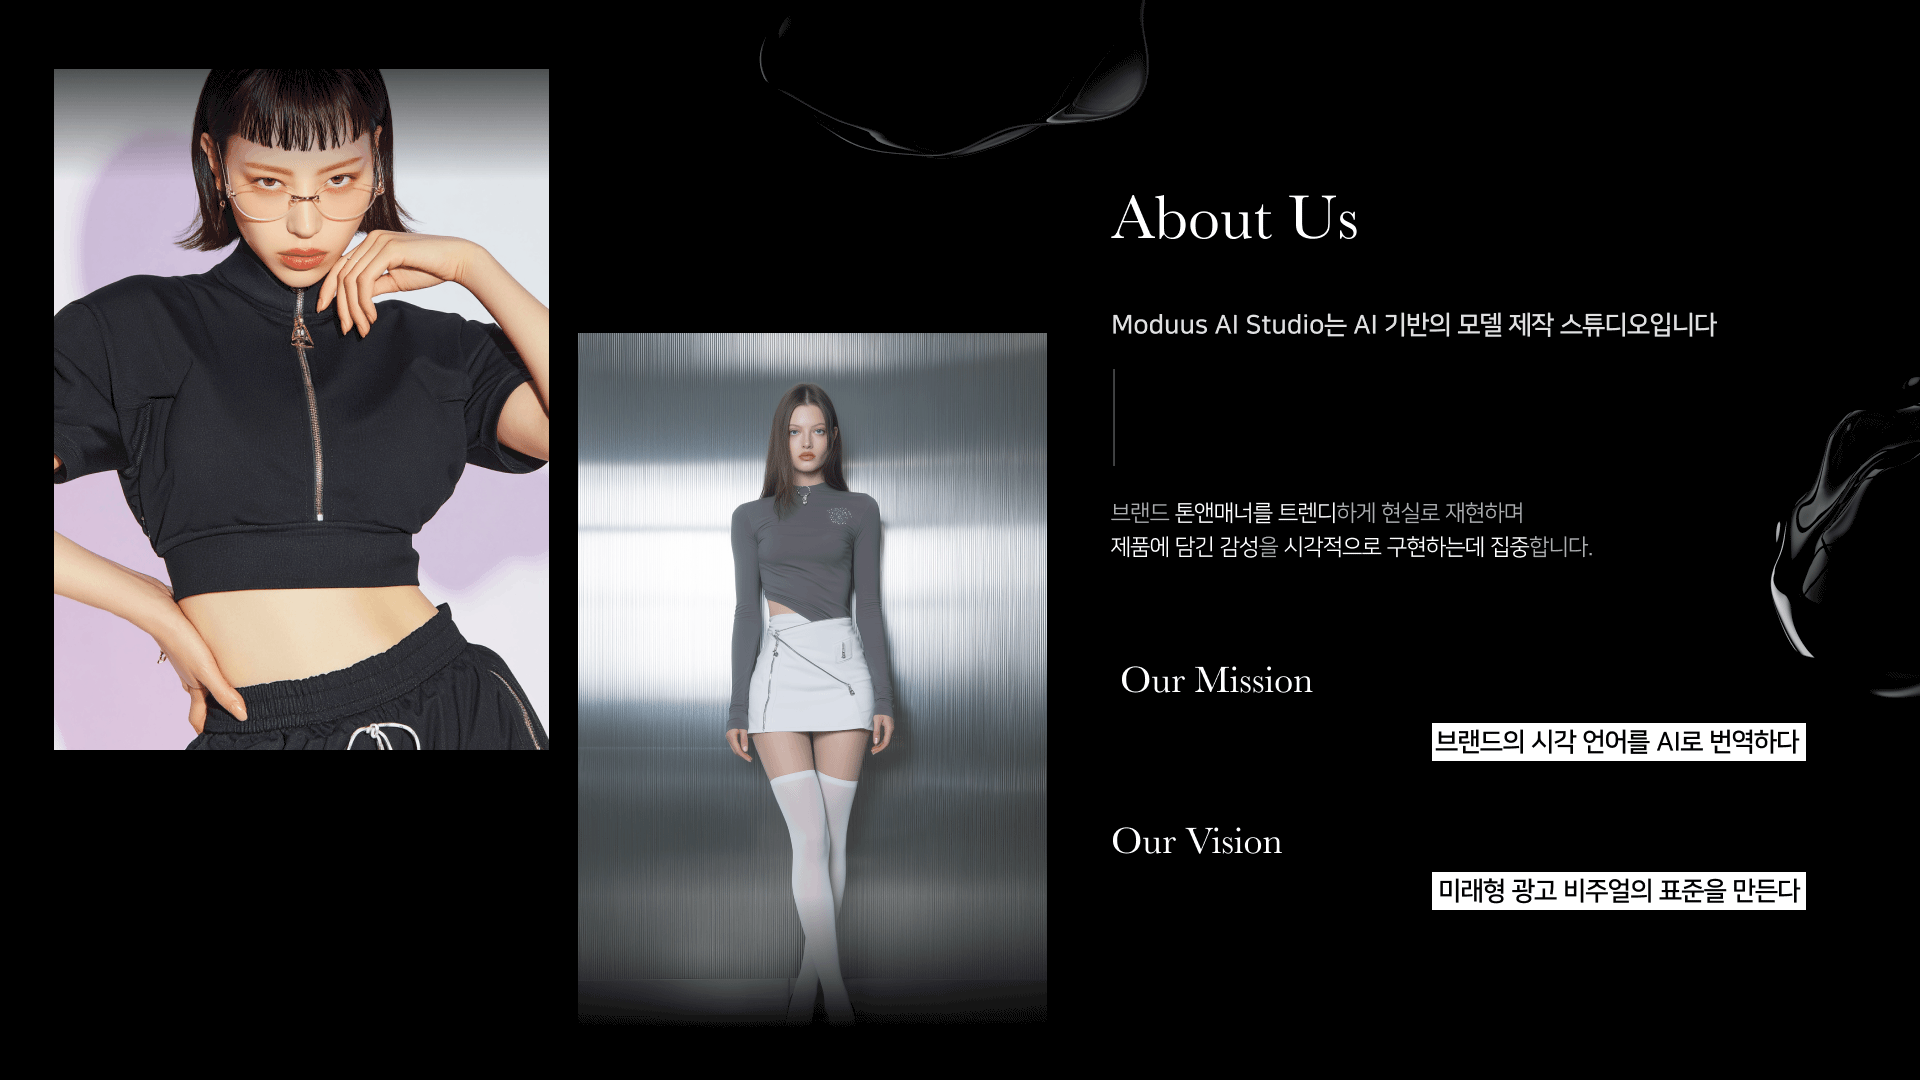 About Us
Moduus AI Studio는 AI 기반의 모델 제작 스튜디오입니다
브랜드 톤앤매너를 트렌디하게 현실로 재현하며
제품에 담긴 감성을 시각적으로 구현하는데 집중합니다.
Our Mission
브랜드의 시각 언어를 AI로 번역하다
Our Vision
미래형 광고 비주얼의 표준을 만든다